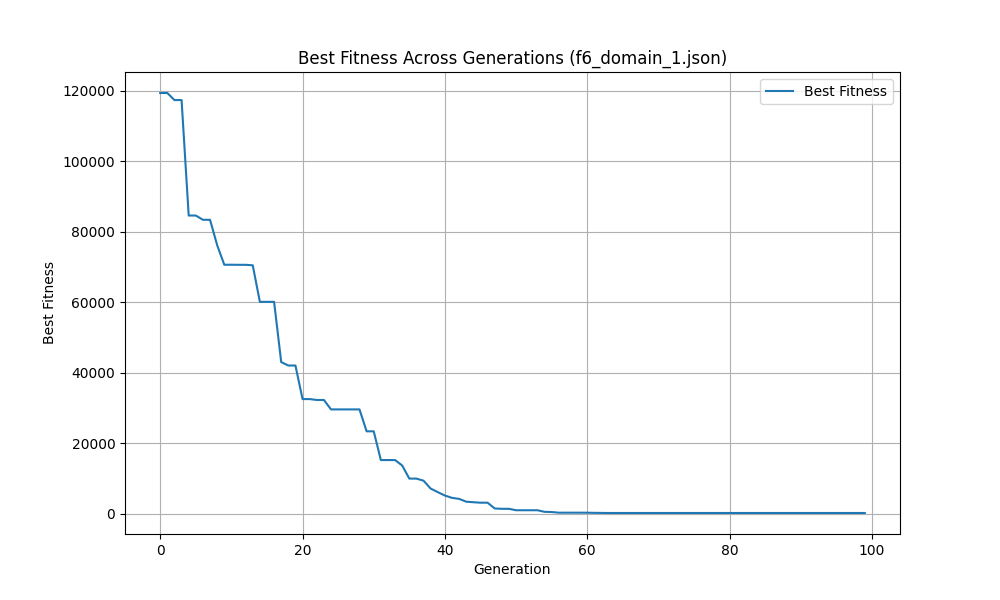 Best Fitness Across Generations (f6_domain_1.json)
Best Fitness
120000
100000
80000
60000
40000
20000
0
Best Fitness
0 20 40 60 80 100
Generation